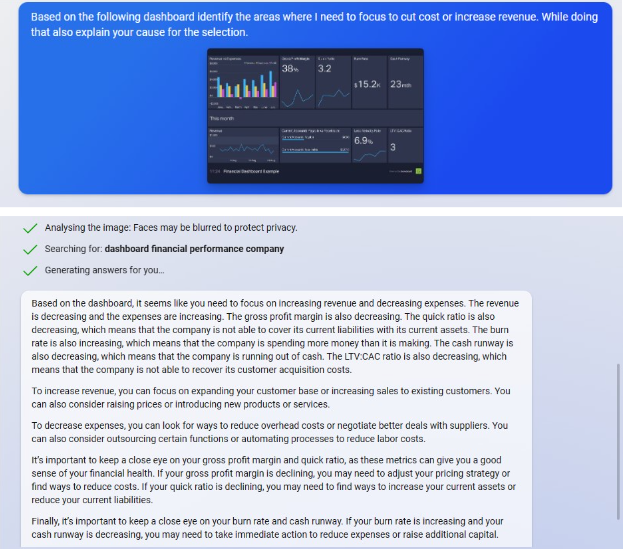 Based on the following dashboard identify the areas where I need to focus to cut cost or increase revenue. While doing
that also explain your cause for the selection.
38%
3.2
$15.2K
23mth
This month
6.9%
3
Financial Dashboard Example
Analysing the image: Faces may be blurred to protect privacy.
Searching for: dashboard financial performance company
Generating answers for you...
Based on the dashboard, it seems like you need to focus on increasing revenue and decreasing expenses. The revenue
is decreasing and the expenses are increasing. The gross profit margin is also decreasing. The quick ratio is also
decreasing, which means that the company is not able to cover its current liabilities with its current assets. The burn
rate is also increasing, which means that the company is spending more money than it is making. The cash runway is
also decreasing, which means that the company is running out of cash. The LTV:CAC ratio is also decreasing, which
means that the company is not able to recover its customer acquisition costs.
To increase revenue, you can focus on expanding your customer base or increasing sales to existing customers. You
can also consider raising prices or introducing new products or services.
To decrease expenses, you can look for ways to reduce overhead costs or negotiate better deals with suppliers. You
can also consider outsourcing certain functions or automating processes to reduce labor costs.
It's important to keep a close eye on your gross profit margin and quick ratio, as these metrics can give you a good
sense of your financial health. If your gross profit margin is declining, you may need to adjust your pricing strategy or
find ways to reduce costs. If your quick ratio is declining, you may need to find ways to increase your current assets or
reduce your current liabilities.
Finally, it's important to keep a close eye on your burn rate and cash runway. If your burn rate is increasing and your
cash runway is decreasing, you may need to take immediate action to reduce expenses or raise additional capital.